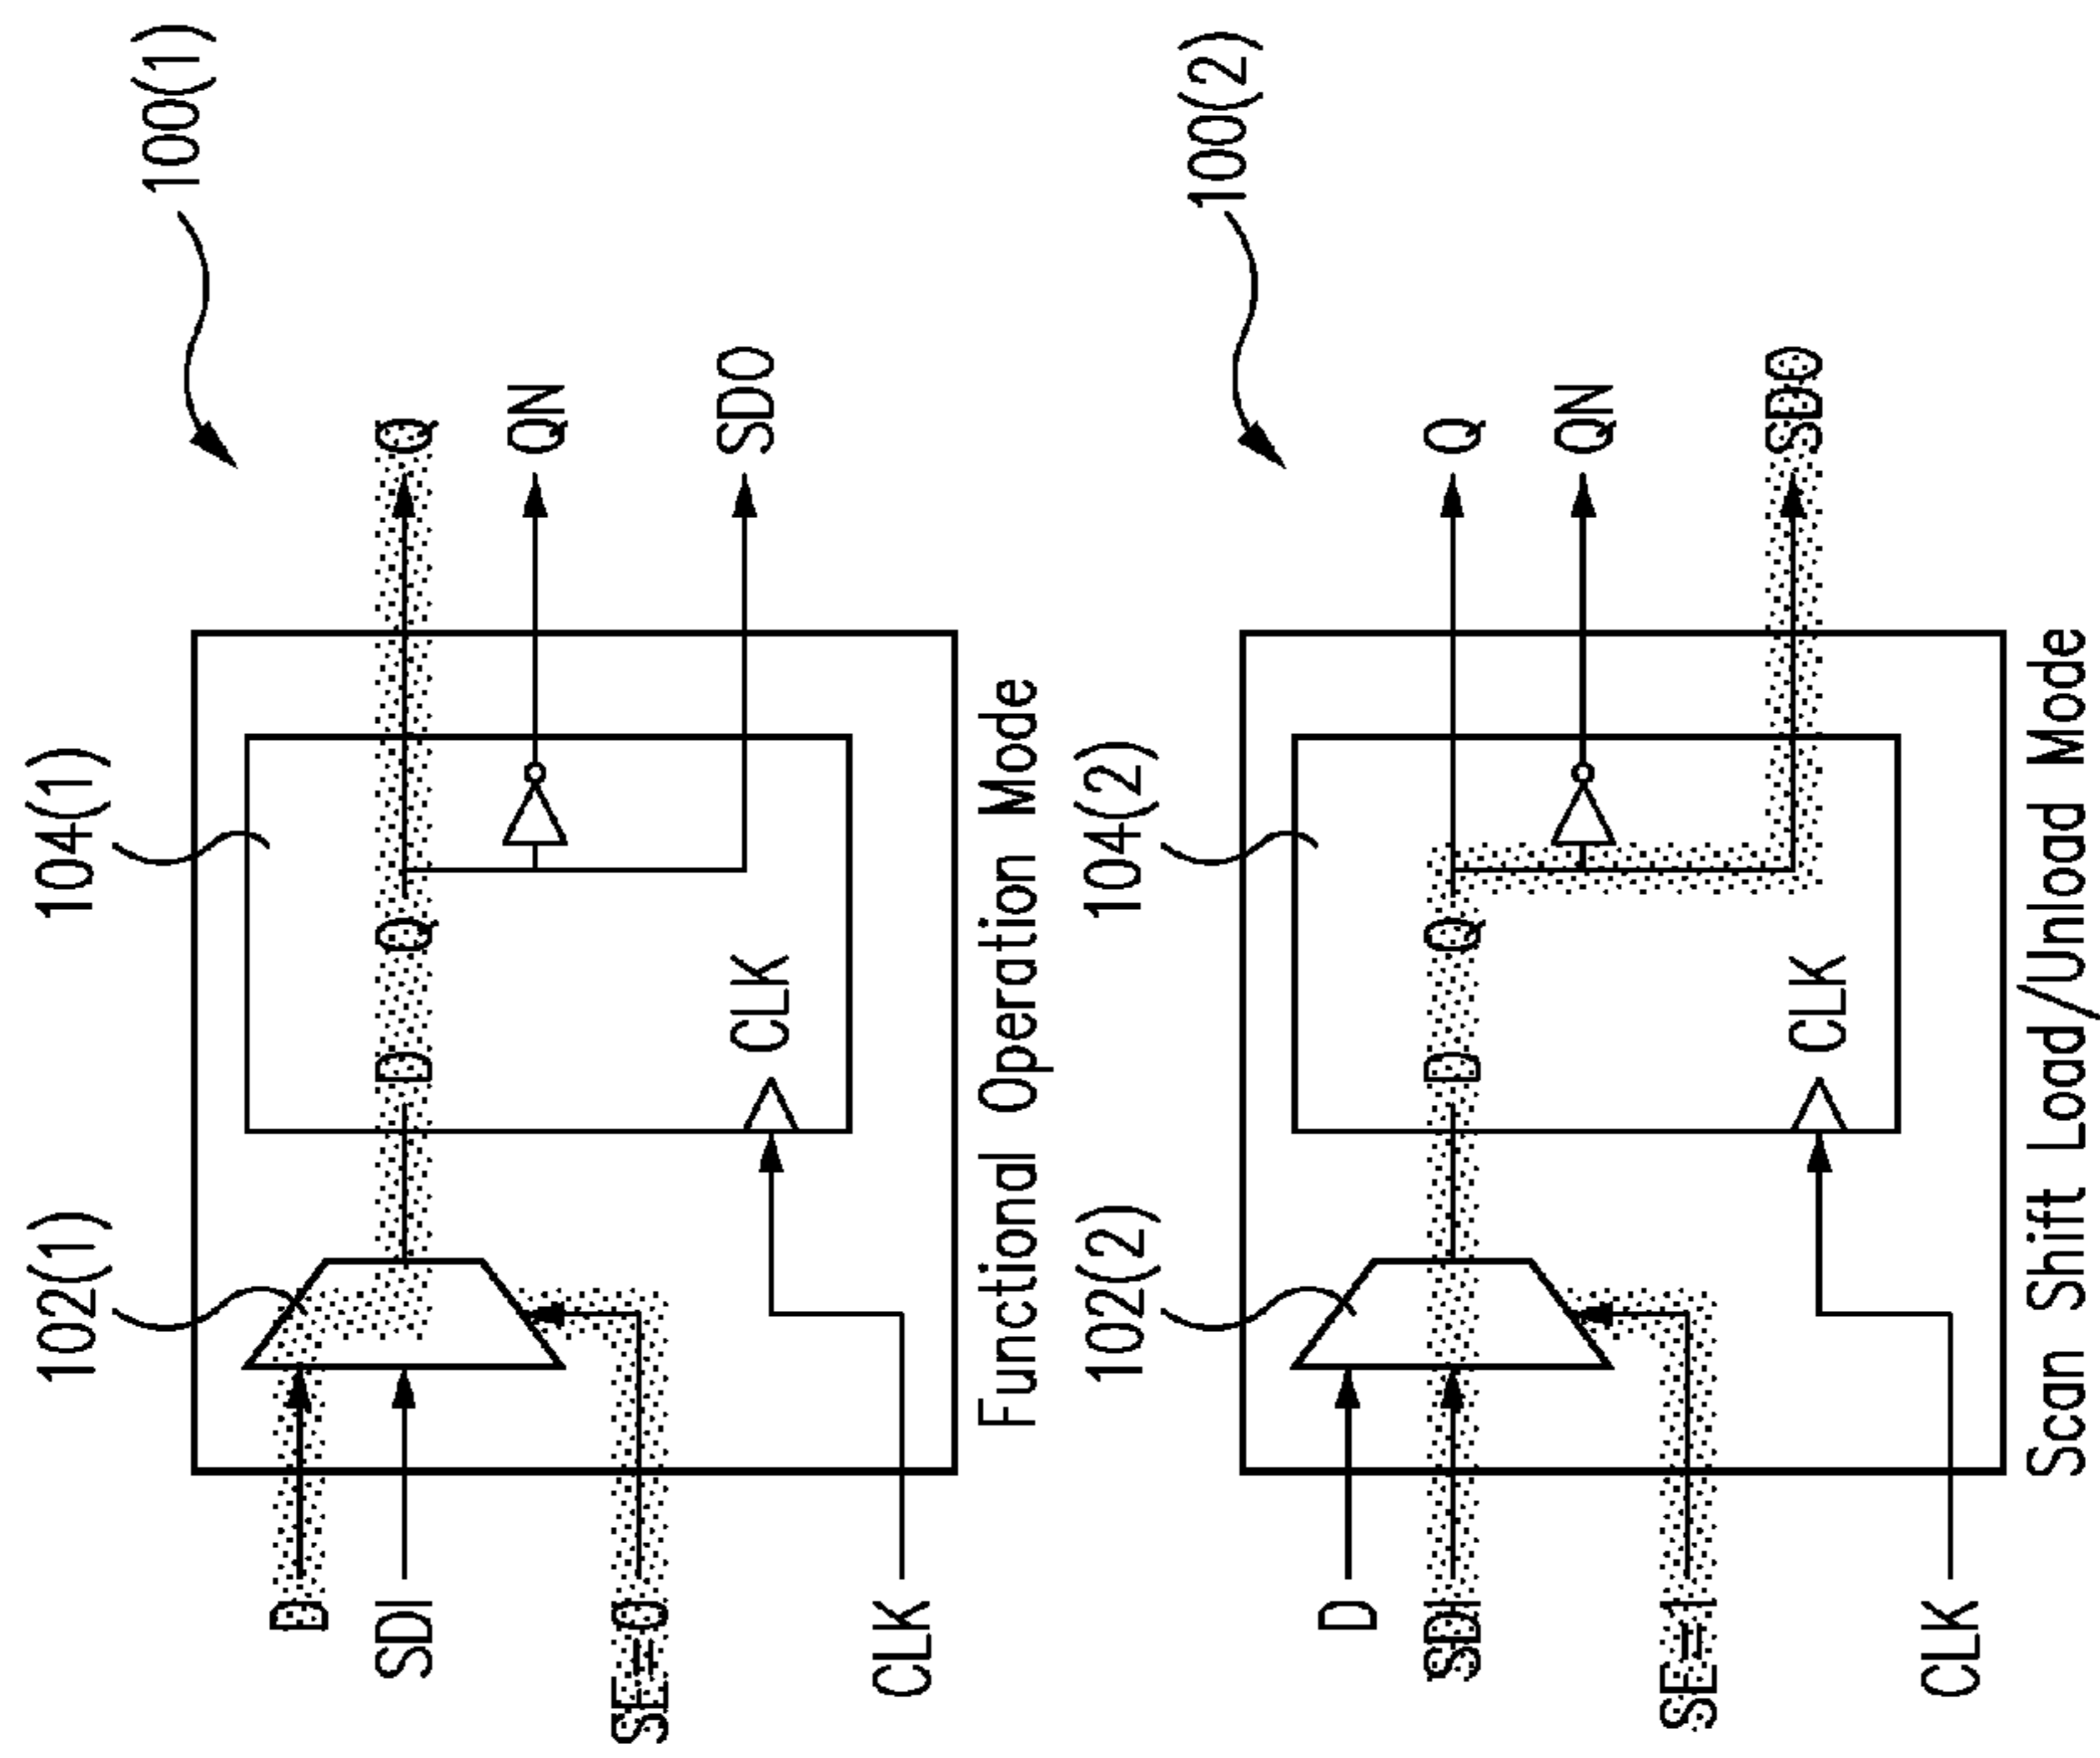 100(1)
102(1)
104(1)
D
SDI
SE=0
CLK
D
Q
CLK
Q
QN
SDO
Functional Operation Mode
100(2)
102(2)
104(2)
D
SDI
SE=1
CLK
D
Q
CLK
Q
QN
SDO
Scan Shift Load/Unload Mode